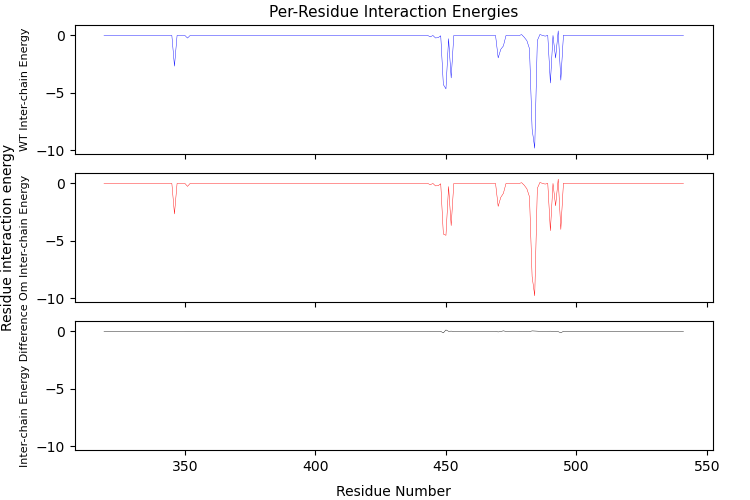 Per-Residue Interaction Energies
WT Inter-chain Energy
0
−5
−10
Residue interaction energy
Om Inter-chain Energy
0
−5
−10
Inter-chain Energy Difference
0
−5
−10
350
400
450
500
550
Residue Number